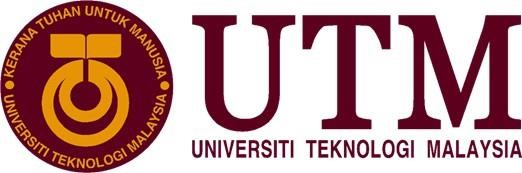 • KERANA TUHAN UNTUK MANUSIA •
UNIVERSITI TEKNOLOGI MALAYSIA
UTM
UNIVERSITI TEKNOLOGI MALAYSIA